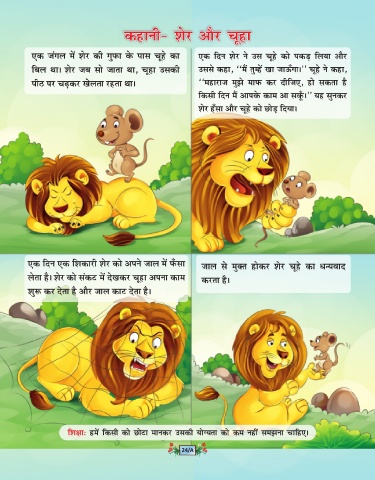 कहानी- शेर और चूहा
एक जंगल में शेर की गुफा के पास चूहे का
बिल था। शेर जब सो जाता था, चूहा उसकी
पीठ पर चढ़कर खेलता रहता था।
एक दिन शेर ने उस चूहे को पकड़ लिया और
उससे कहा, ‘‘मैं तुम्हें खा जाऊँगा।’’ चूहे ने कहा,
‘‘महाराज मुझे माफ कर दीजिए, हो सकता है
किसी दिन मैं आपके काम आ सकूँ।’’ यह सुनकर
शेर हँसा और चूहे को छोड़ दिया।
एक दिन एक शिकारी शेर को अपने जाल में फँसा
लेता है। शेर को संकट में देखकर चूहा अपना काम
शुरू कर देता है और जाल काट देता है।
जाल से मुक्त होकर शेर चूहे का धन्यवाद
करता है।
शिक्षा: हमें किसी को छोटा मानकर उसकी योग्यता को कम नहीं समझना चाहिए।
24/A